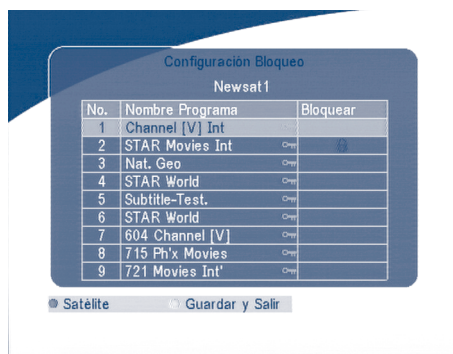 Configuración Bloqueo
Newsat1
No. Nombre Programa Bloquear
1 Channel [V] Int
2 STAR Movies Int
3 Nat. Geo
4 STAR World
5 Subtitle-Test.
6 STAR World
7 604 Channel [V]
8 715 Ph'x Movies
9 721 Movies Int'
Satélite Guardar y Salir